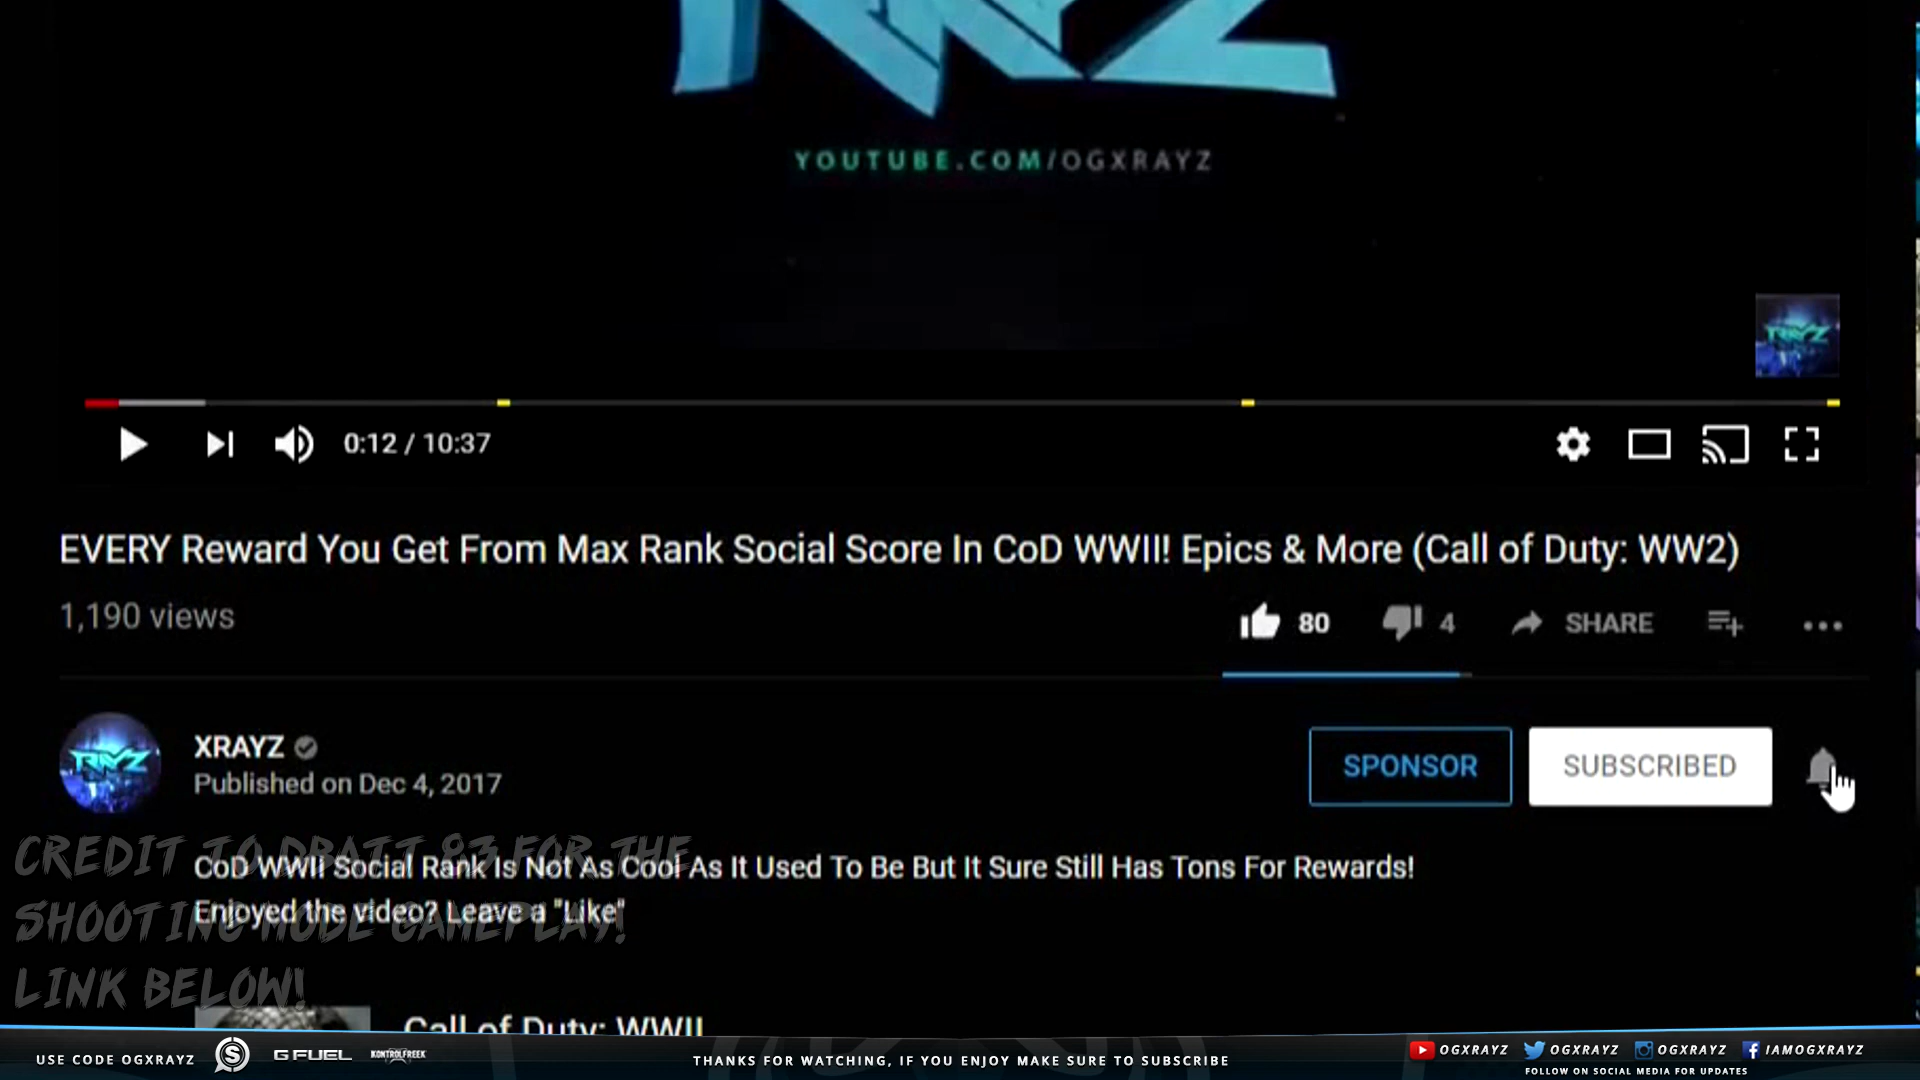 RAYZ
YOUTUBE.COM/OGXRAYZ
RAYZ
0:12 / 10:37
EVERY Reward You Get From Max Rank Social Score In CoD WWII! Epics & More (Call of Duty: WW2)
1,190 views
80
4
SHARE
RAYZ
XRAYZ
Published on Dec 4, 2017
SPONSOR
SUBSCRIBED
CREDIT TO DBATT 83 FOR THE
SHOOTING MODE GAMEPLAY!
LINK BELOW!
CoD WWII Social Rank Is Not As Cool As It Used To Be But It Sure Still Has Tons For Rewards!
Enjoyed the video? Leave a "Like"
Call of Duty: WWII
USE CODE OGXRAYZ
S
G FUEL
KONTROLFREEK
THANKS FOR WATCHING, IF YOU ENJOY MAKE SURE TO SUBSCRIBE
OGXRAYZ
OGXRAYZ
OGXRAYZ
IAMOGXRAYZ
FOLLOW ON SOCIAL MEDIA FOR UPDATES